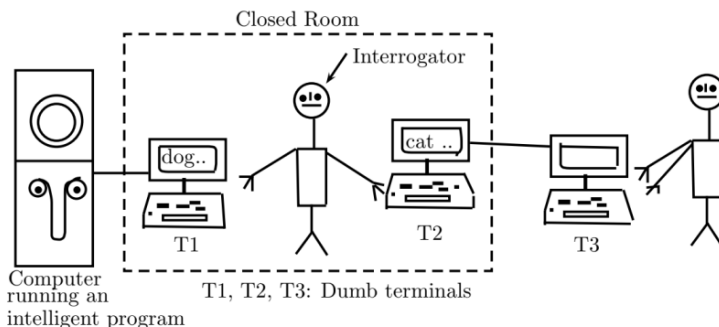 Closed Room
Interrogator
dog..
cat ..
T1
T2
T3
Computer
running an
intelligent program
T1, T2, T3: Dumb terminals